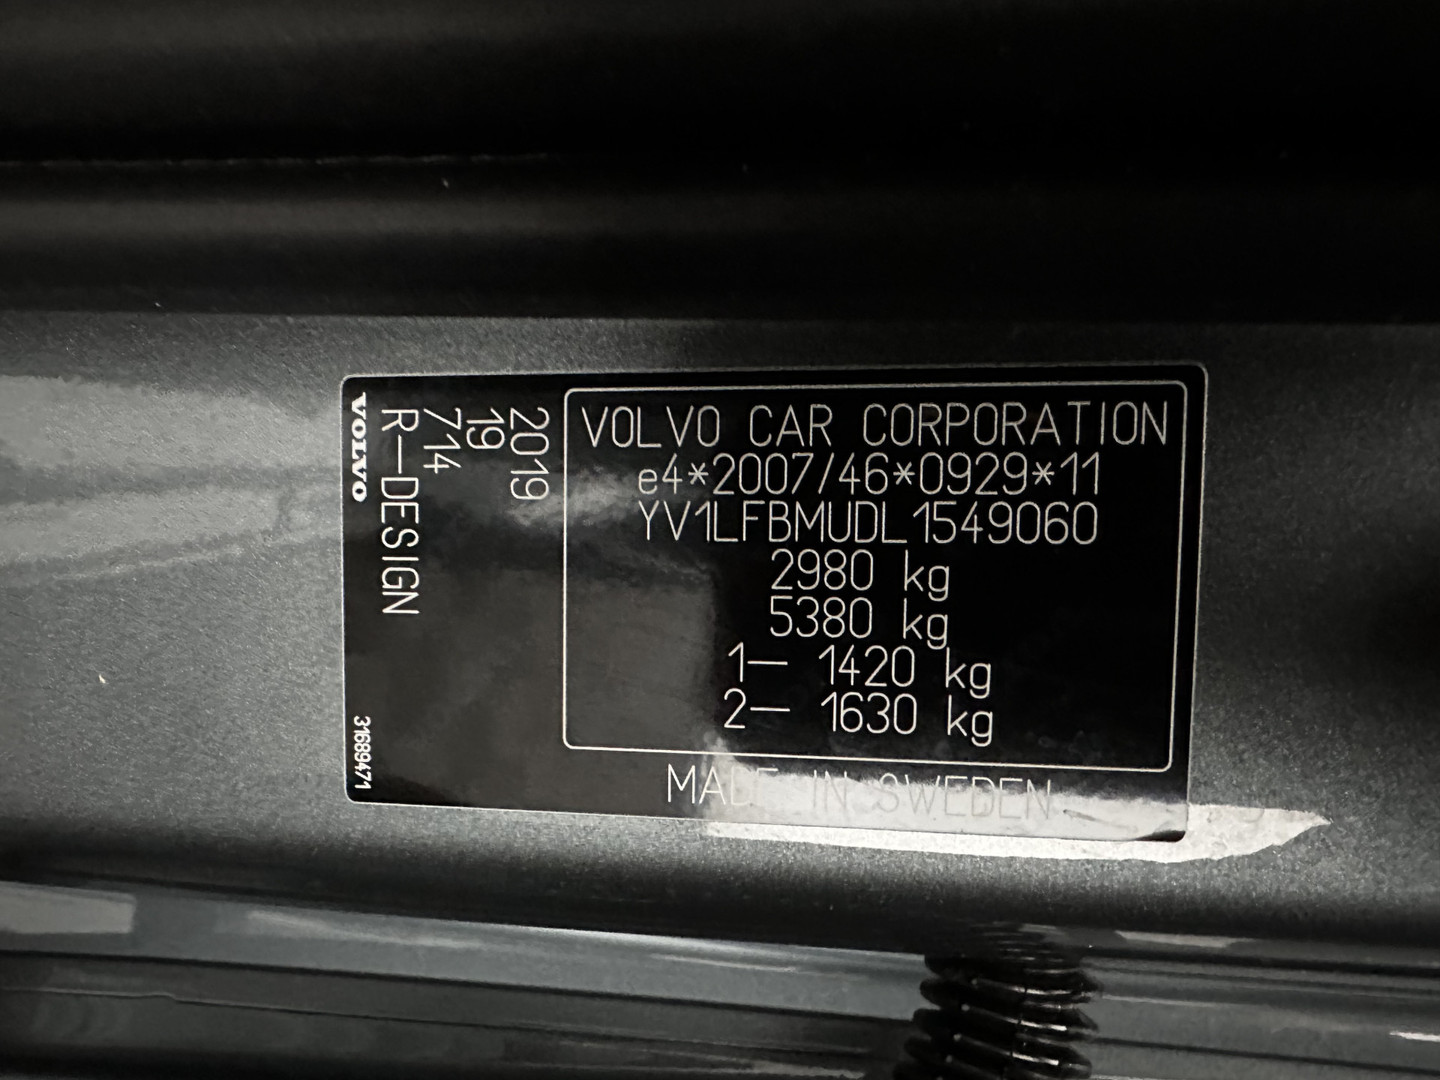 VOLVO CAR CORPORATION
e4*2007/46*0929*11
YV1LFBMUDL1549060
2980 kg
5380 kg
1– 1420 kg
2– 1630 kg
MADE IN SWEDEN
2019
19
714
R–DESIGN
VOLVO
31689471